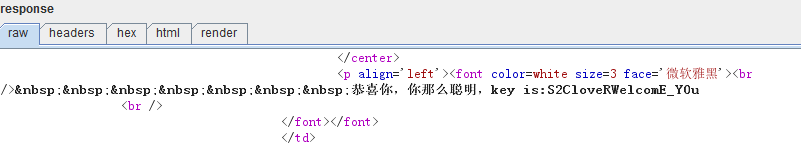 response
raw headers hex html render
</center>
<p align='left'><font color=white size=3 face='微软雅黑'><br
/>&nbsp;&nbsp;&nbsp;&nbsp;&nbsp;&nbsp;恭喜你，你那么聪明，key is:S2CloveRWelcomE_Y0u
<br />
</font></font>
</td>